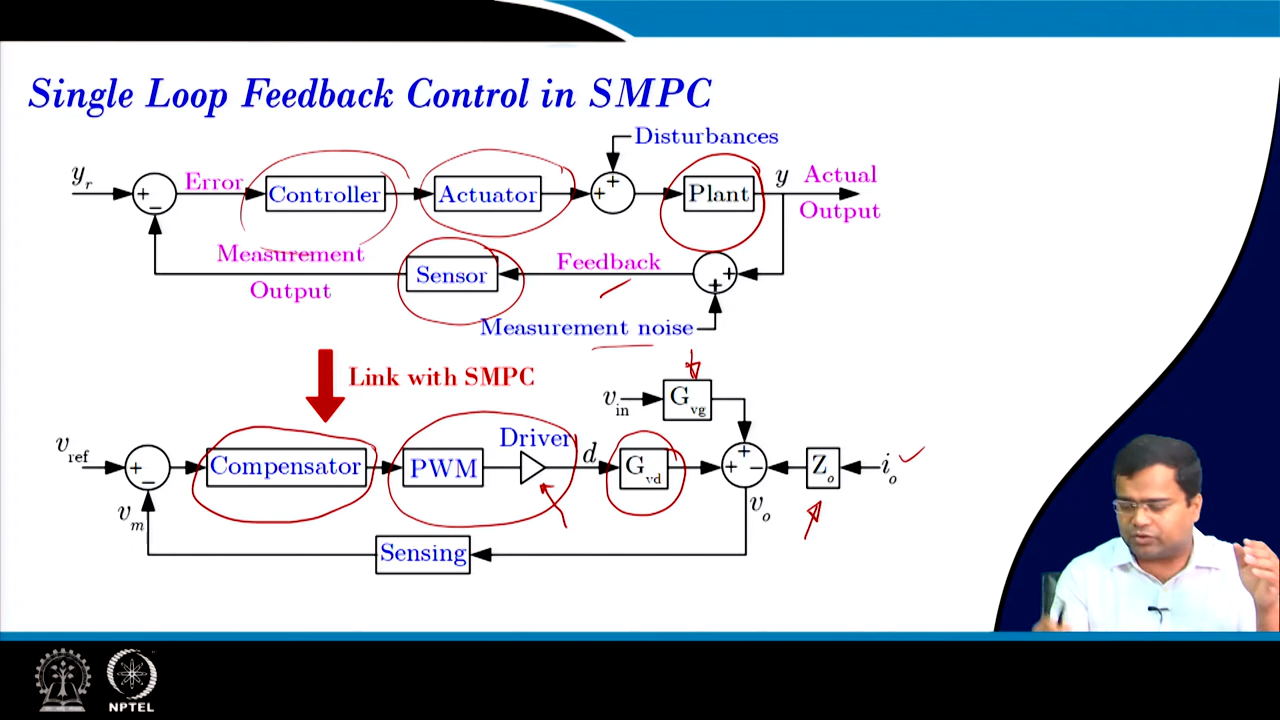 Single Loop Feedback Control in SMPC
Disturbances
y_r
+
−
Error
Controller
Actuator
+
+
Plant
y
Actual
Output
Measurement
Output
Sensor
Feedback
+
+
Measurement noise
Link with SMPC
v_in
G_vg
v_ref
+
−
Compensator
PWM
Driver
d
G_vd
+
+
−
Z_o
i_o
v_m
v_o
Sensing
NPTEL